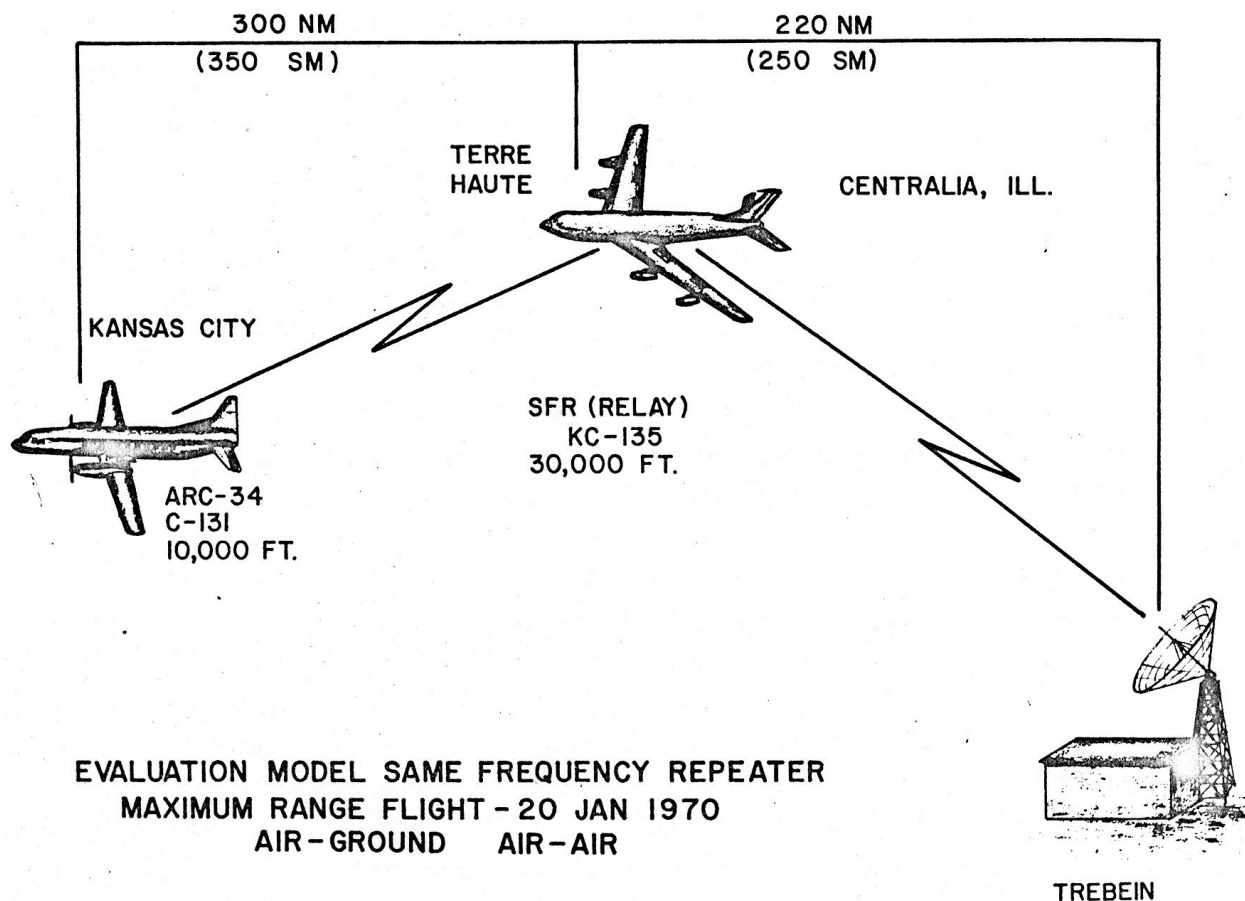 300 NM
(350 SM)
220 NM
(250 SM)
TERRE
HAUTE
CENTRALIA, ILL.
KANSAS CITY
SFR (RELAY)
KC-135
30,000 FT.
ARC-34
C-131
10,000 FT.
EVALUATION MODEL SAME FREQUENCY REPEATER
MAXIMUM RANGE FLIGHT - 20 JAN 1970
AIR-GROUND AIR-AIR
TREBEIN